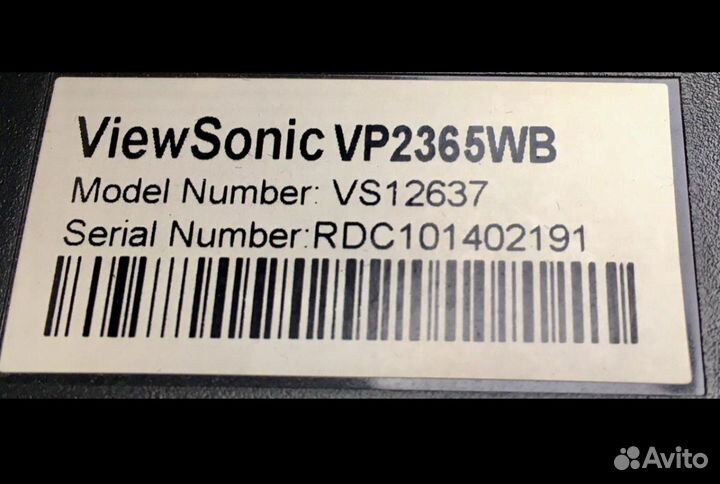 ViewSonic VP2365WB
Model Number: VS12637
Serial Number:RDC101402191
Avito